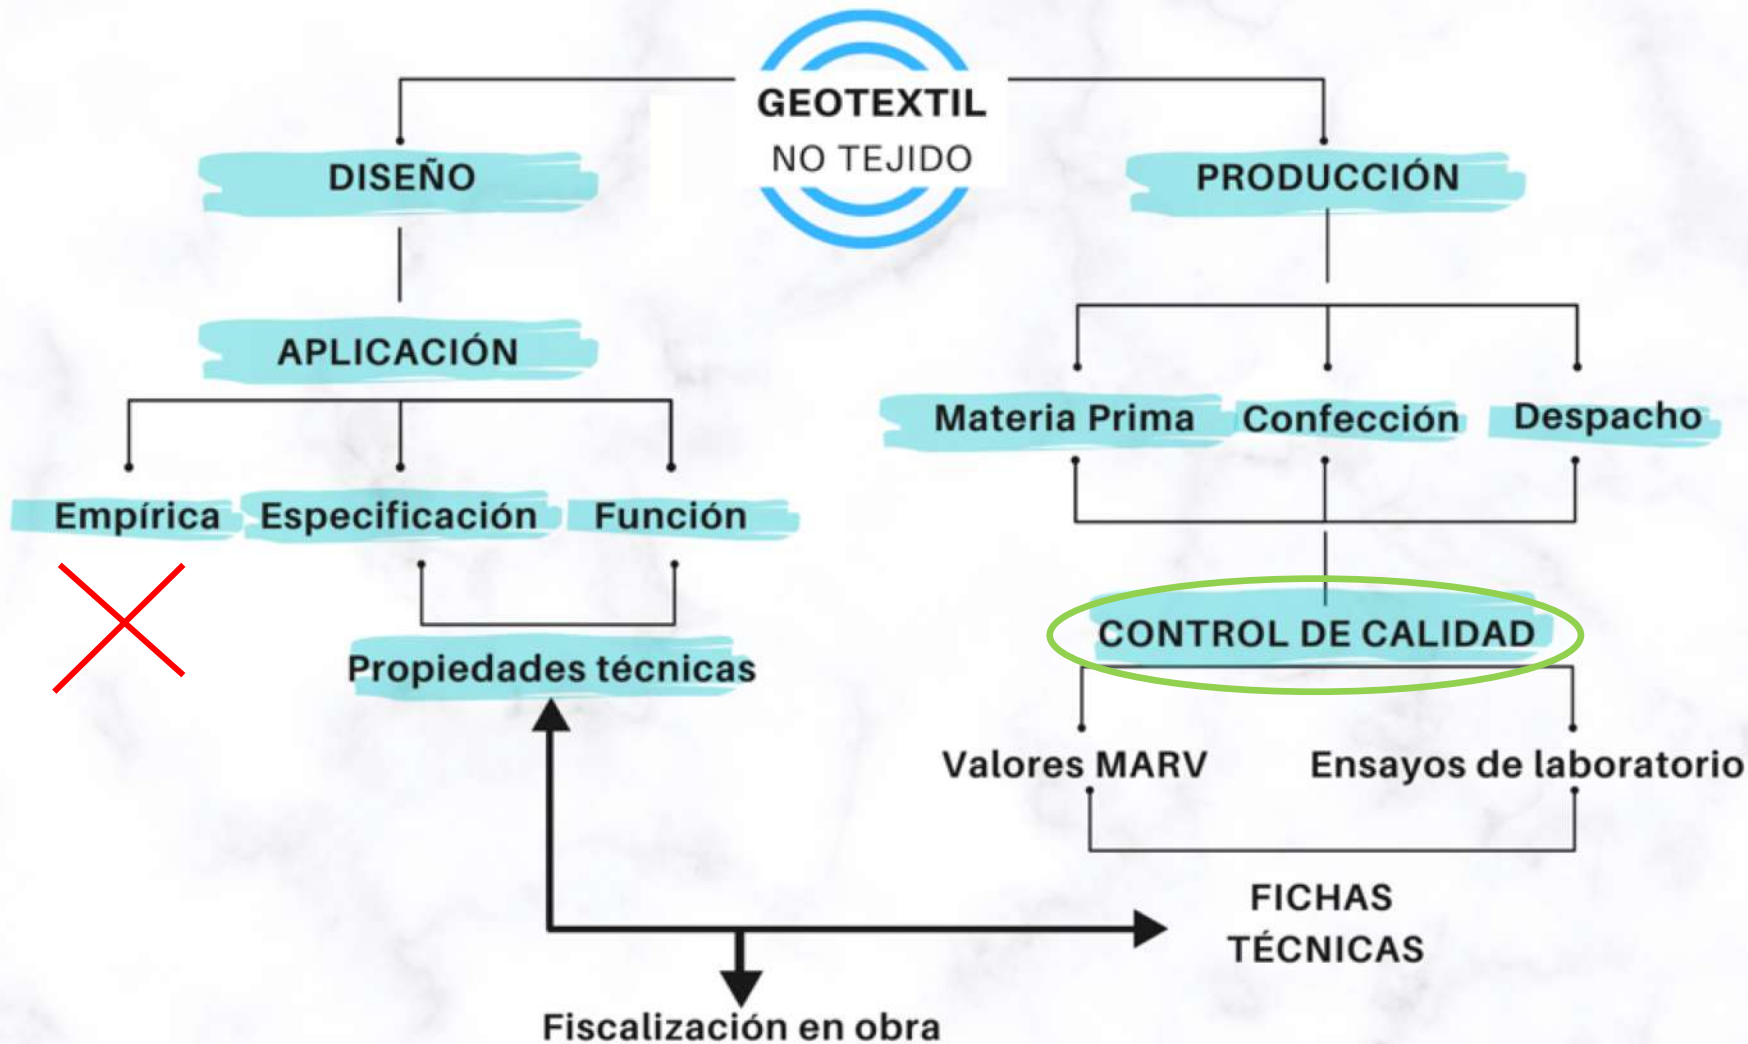 GEOTEXTIL
NO TEJIDO
DISEÑO
PRODUCCIÓN
APLICACIÓN
Materia Prima
Confección
Despacho
Empírica
Especificación
Función
CONTROL DE CALIDAD
Propiedades técnicas
Valores MARV
Ensayos de laboratorio
FICHAS
TÉCNICAS
Fiscalización en obra